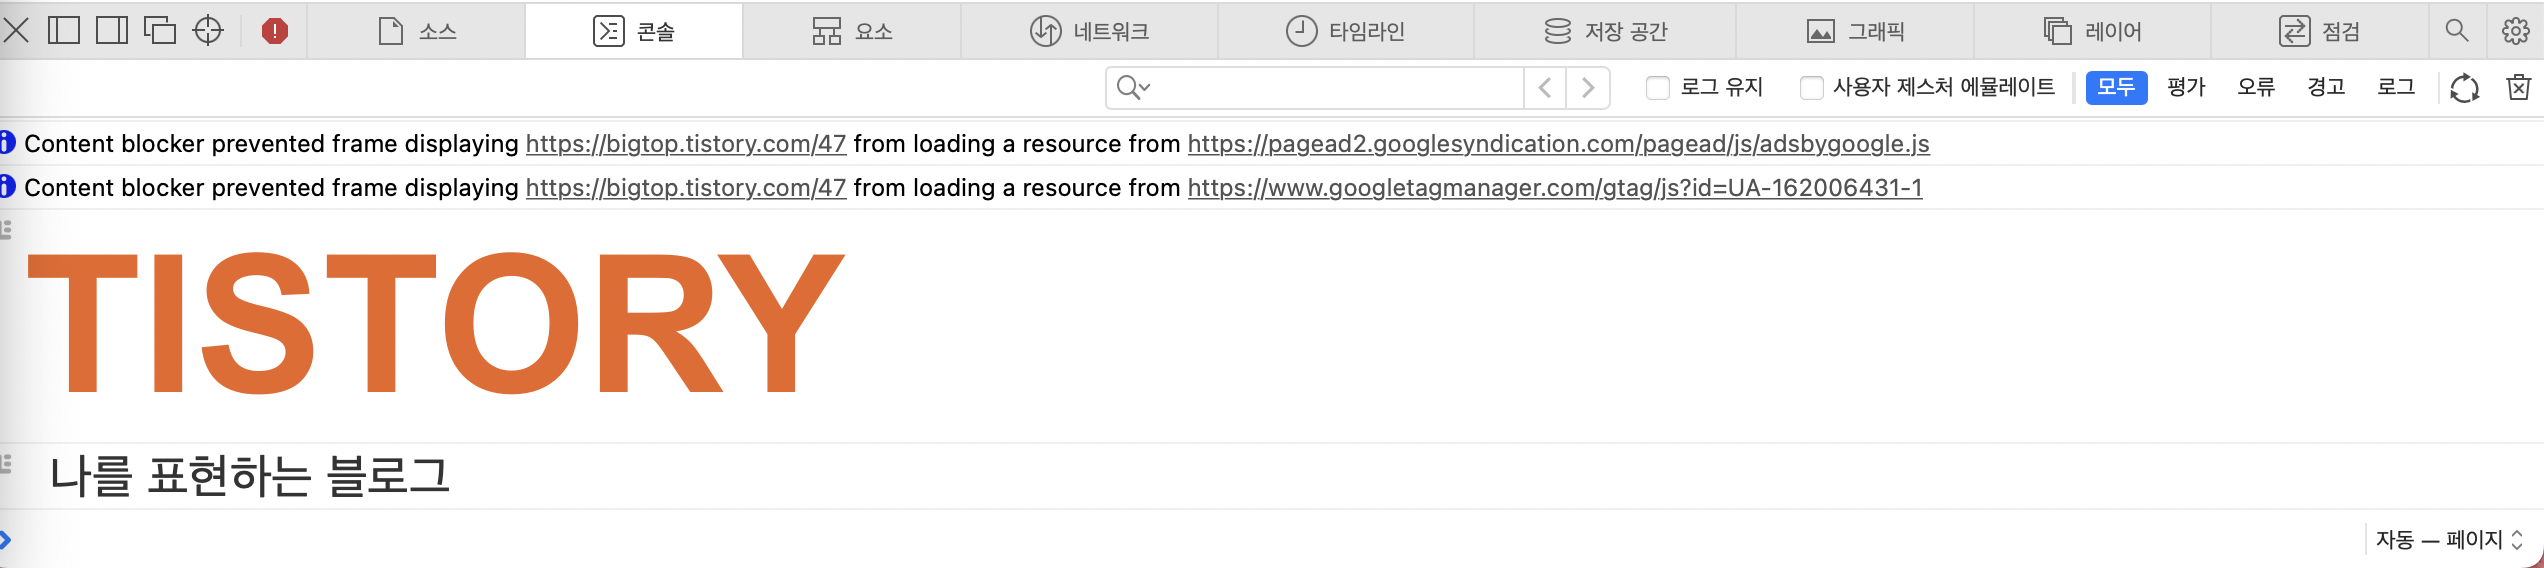 소스 콘솔 요소 네트워크 타임라인 저장 공간 그래픽 레이어 점검
로그 유지 사용자 제스처 에뮬레이트 모두 평가 오류 경고 로그
Content blocker prevented frame displaying https://bigtop.tistory.com/47 from loading a resource from https://pagead2.googlesyndication.com/pagead/js/adsbygoogle.js
Content blocker prevented frame displaying https://bigtop.tistory.com/47 from loading a resource from https://www.googletagmanager.com/gtag/js?id=UA-162006431-1
TISTORY
나를 표현하는 블로그
자동 — 페이지